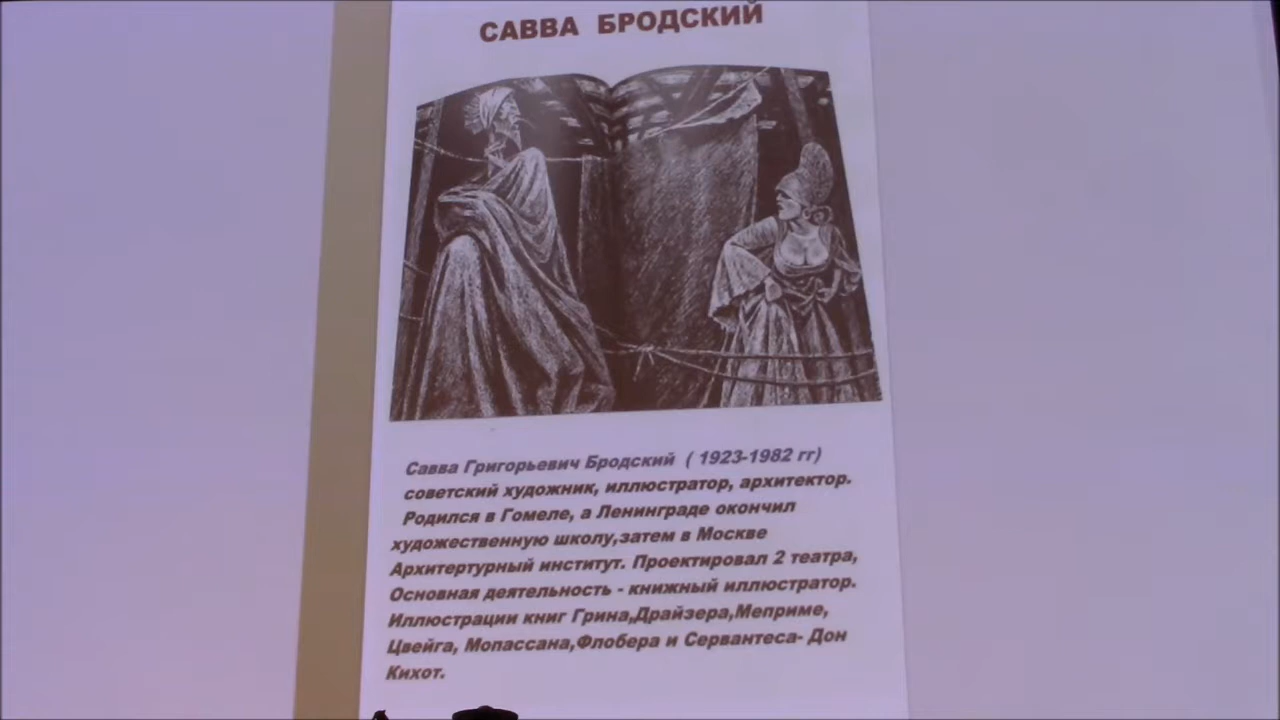 САВВА БРОДСКИЙ
Савва Григорьевич Бродский ( 1923-1982 гг)
советский художник, иллюстратор, архитектор.
Родился в Гомеле, а Ленинграде окончил
художественную школу,затем в Москве
Архитертурный институт. Проектировал 2 театра,
Основная деятельность - книжный иллюстратор.
Иллюстрации книг Грина,Драйзера,Меприме,
Цвейга, Мопассана,Флобера и Сервантеса- Дон
Кихот.